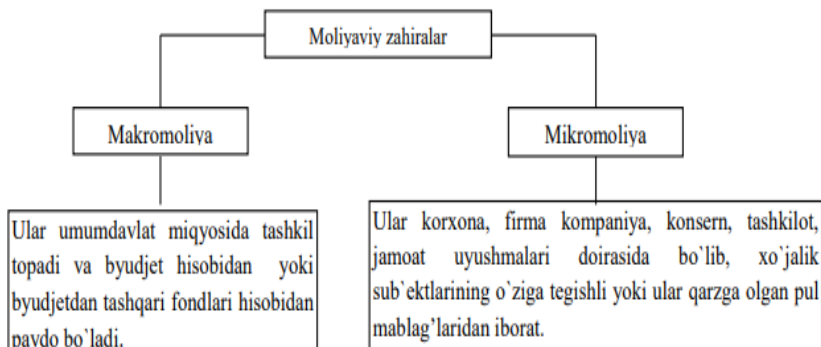 Moliyaviy zahiralar
Makromoliya
Mikromoliya
Ular umumdavlat miqyosida tashkil
topadi va byudjet hisobidan yoki
byudjetdan tashqari fondlari hisobidan
paydo bo`ladi.
Ular korxona, firma kompaniya, konsern, tashkilot,
jamoat uyushmalari doirasida bo`lib, xo`jalik
sub`ektlarining o`ziga tegishli yoki ular qarzga olgan pul
mablag’laridan iborat.